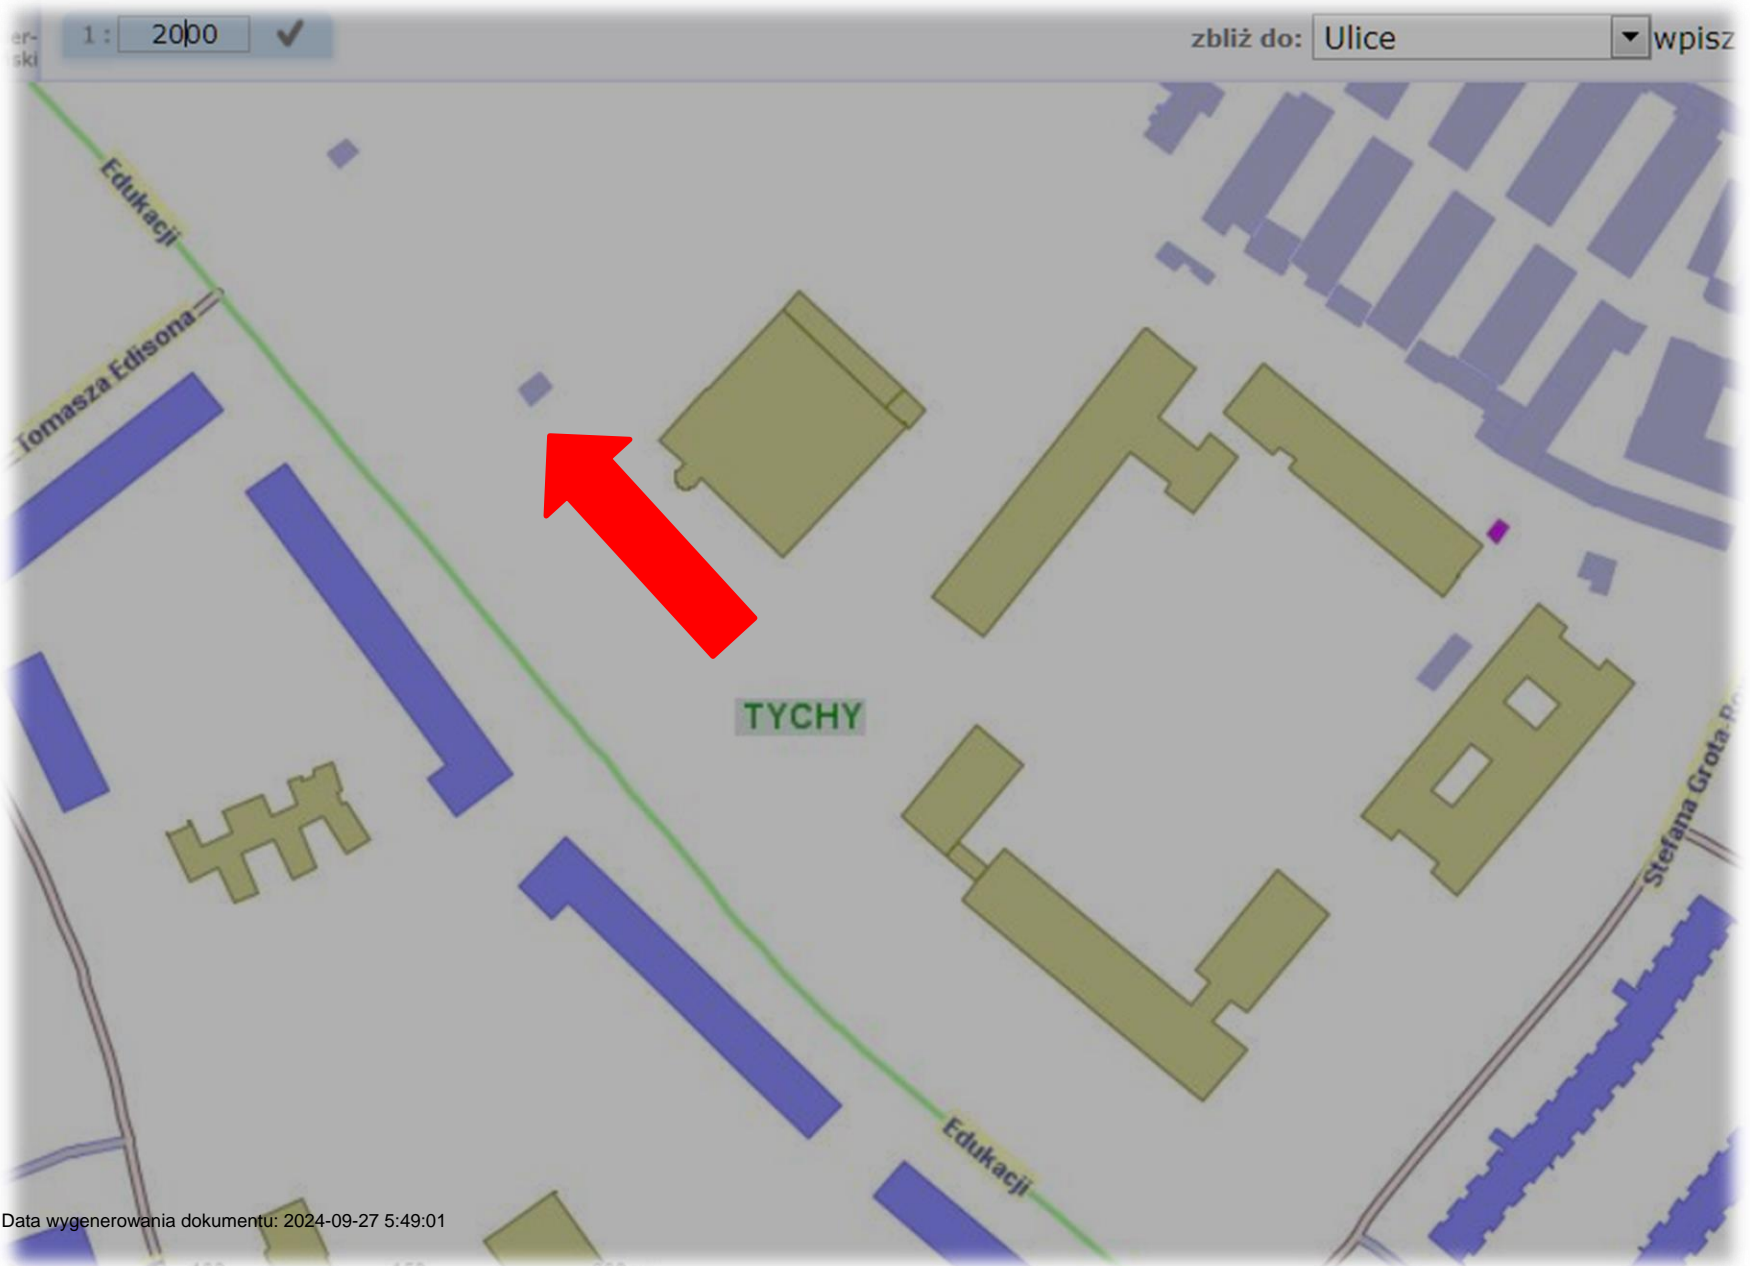 1 : 2000
zbliż do: Ulice wpisz
Edukacji
Tomasza Edisona
TYCHY
Stefana Grota-
Edukacji
Data wygenerowania dokumentu: 2024-09-27 5:49:01